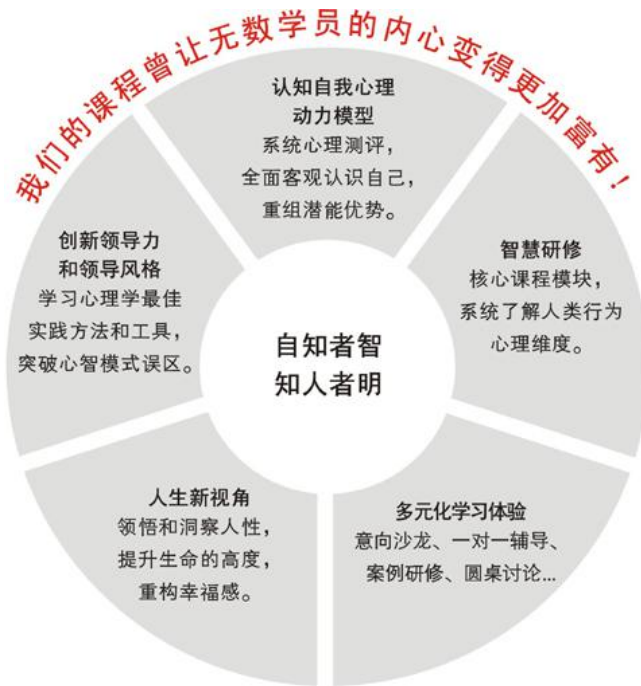 我们的课程曾让无数学员的内心变得更加富有！
认知自我心理
动力模型
系统心理测评，
全面客观认识自己，
重组潜能优势。
智慧研修
核心课程模块，
系统了解人类行为
心理维度。
多元化学习体验
意向沙龙、一对一辅导、
案例研修、圆桌讨论...
人生新视角
领悟和洞察人性，
提升生命的高度，
重构幸福感。
创新领导力
和领导风格
学习心理学最佳
实践方法和工具，
突破心智模式误区。
自知者智
知人者明